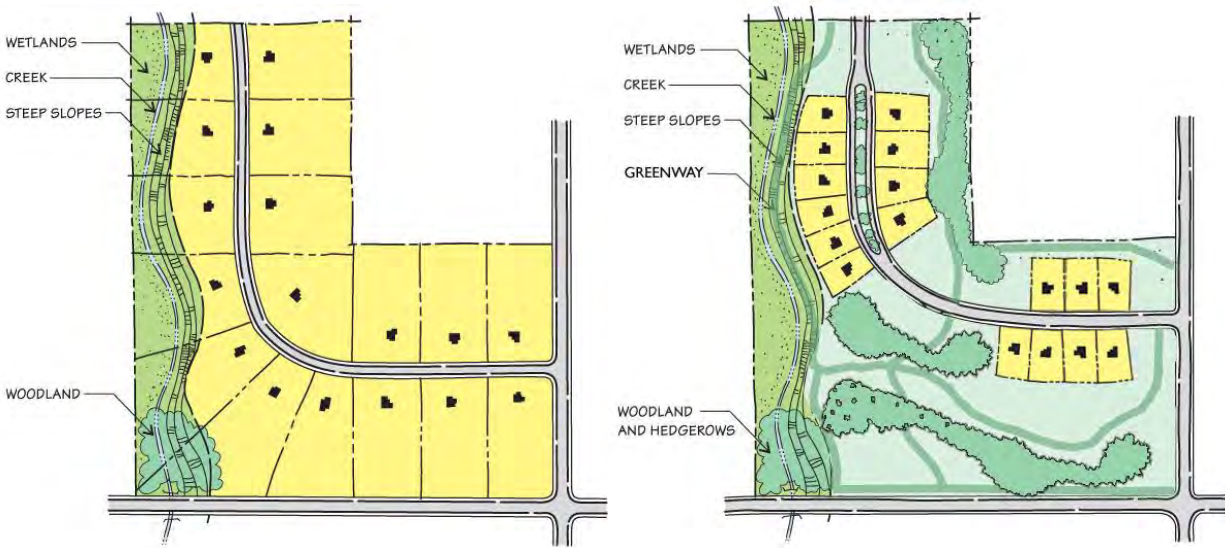 WETLANDS
CREEK
STEEP SLOPES
WOODLAND
WETLANDS
CREEK
STEEP SLOPES
GREENWAY
WOODLAND
AND HEDGEROWS